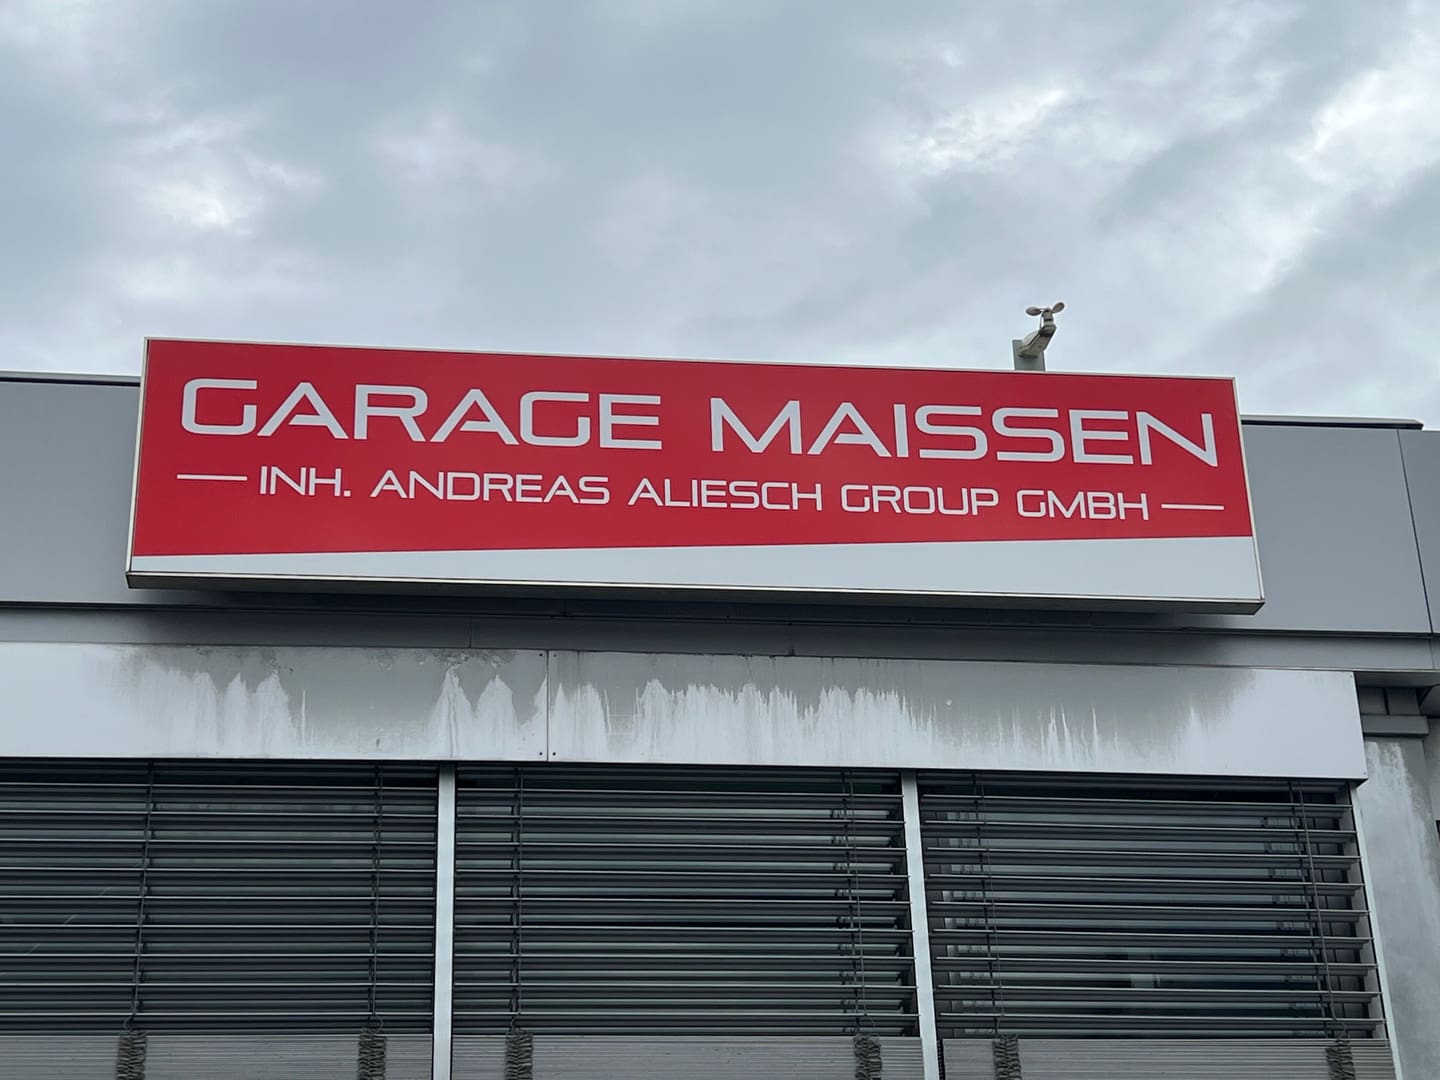 GARAGE MAISSEN
— INH. ANDREAS ALIESCH GROUP GMBH —